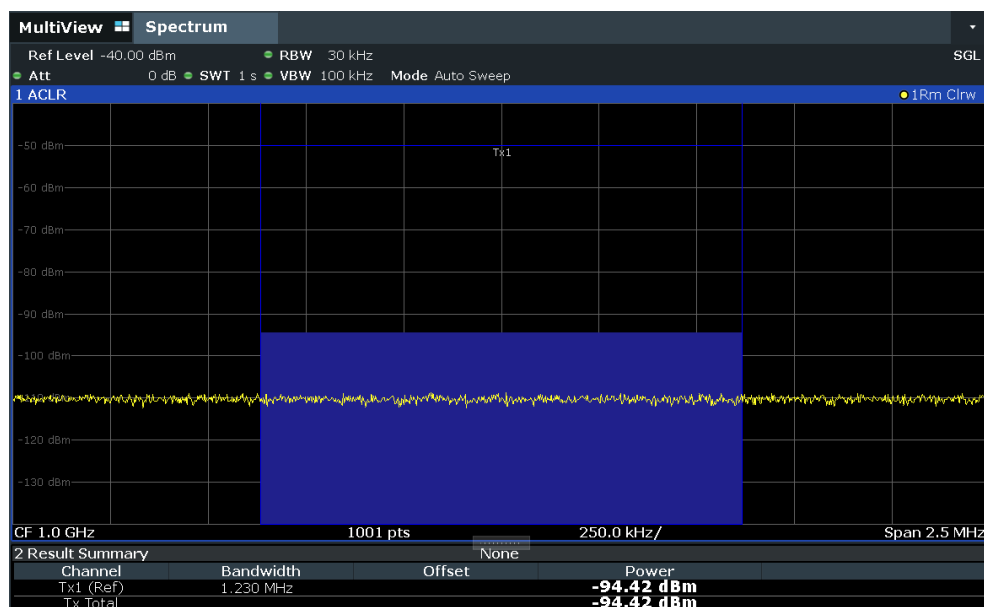 MultiView Spectrum
Ref Level -40.00 dBm RBW 30 kHz SGL
Att 0 dB SWT 1 s VBW 100 kHz Mode Auto Sweep
1 ACLR 1Rm Clrw
-50 dBm
Tx1
-60 dBm
-70 dBm
-80 dBm
-90 dBm
-100 dBm
-120 dBm
-130 dBm
CF 1.0 GHz 1001 pts 250.0 kHz/ Span 2.5 MHz
2 Result Summary None
Channel Bandwidth Offset Power
Tx1 (Ref) 1.230 MHz -94.42 dBm
Tx Total -94.42 dBm